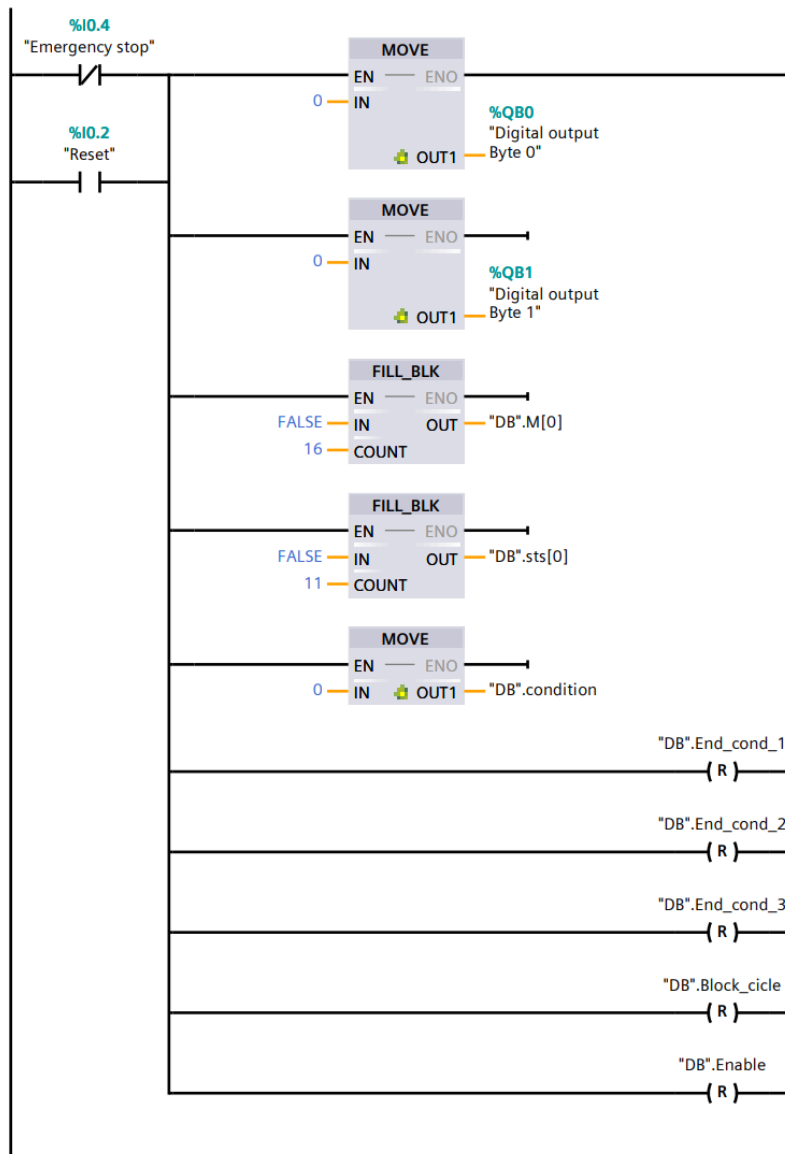 %I0.4
"Emergency stop"
MOVE
EN
ENO
0
IN
%QB0
"Digital output
Byte 0"
OUT1
%I0.2
"Reset"
MOVE
EN
ENO
0
IN
%QB1
"Digital output
Byte 1"
OUT1
FILL_BLK
EN
ENO
FALSE
IN
OUT
"DB".M[0]
16
COUNT
FILL_BLK
EN
ENO
FALSE
IN
OUT
"DB".sts[0]
11
COUNT
MOVE
EN
ENO
0
IN
OUT1
"DB".condition
"DB".End_cond_1
R
"DB".End_cond_2
R
"DB".End_cond_3
R
"DB".Block_cicle
R
"DB".Enable
R